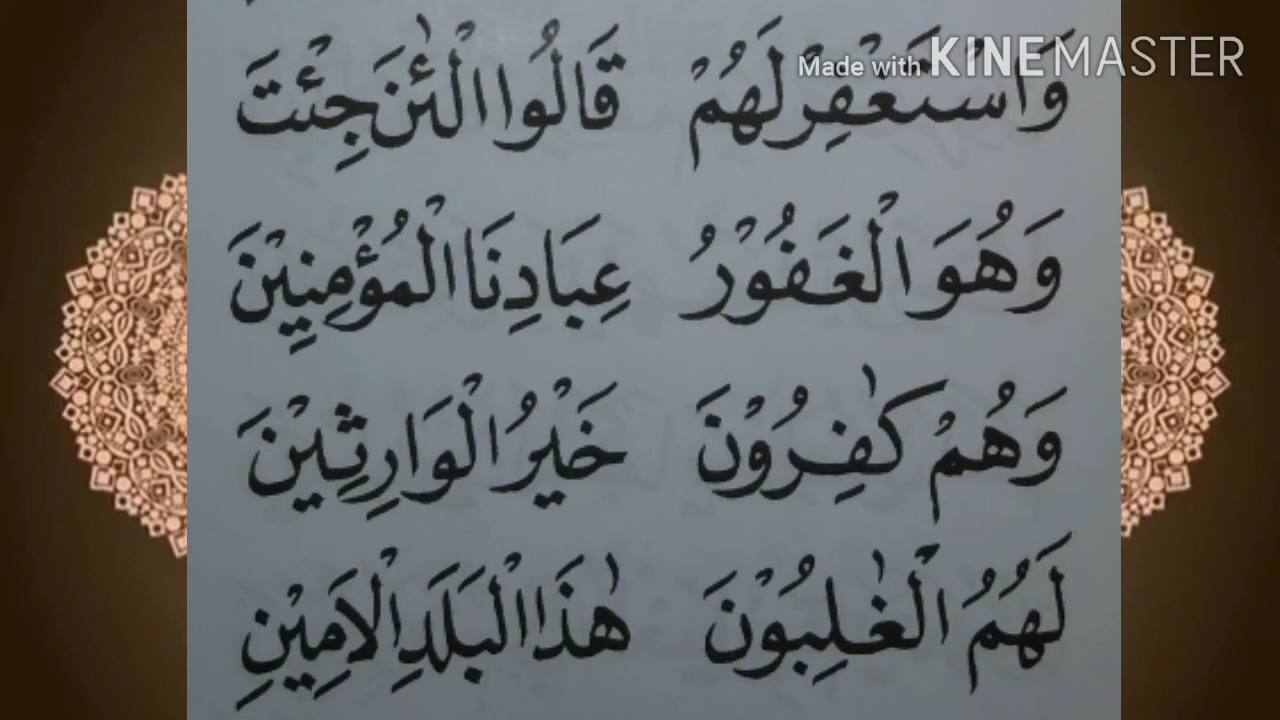 Made with KINEMASTER
وَاسْتَغْفِرْ لَهُمْ قَالُوا الْـٰٔنَ جِئْتَ
وَهُوَ الْغَفُوْرُ عِبَادِنَا الْمُؤْمِنِيْنَ
وَهُمْ كٰفِرُوْنَ خَيْرُ الْوَارِثِيْنَ
لَهُمُ الْغٰلِبُوْنَ هٰذَا الْبَلَدِ الْاَمِيْنِ